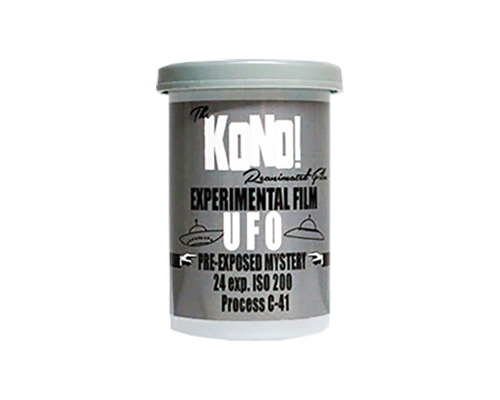 The
KONO!
Reanimated Film
EXPERIMENTAL FILM
UFO
PRE-EXPOSED MYSTERY
24 exp. ISO 200
Process C-41